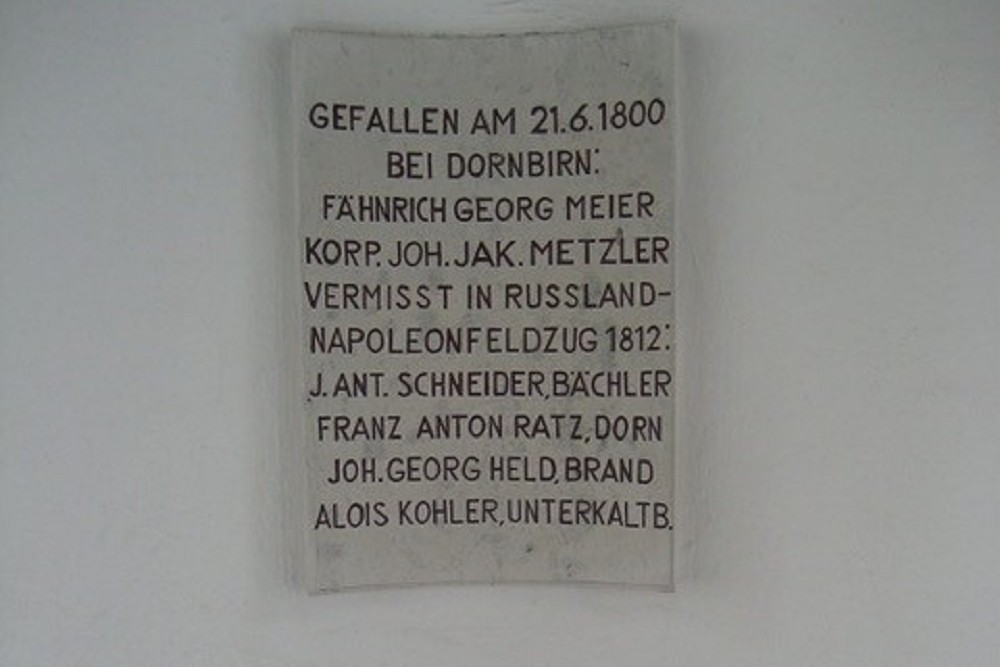 GEFALLEN AM 21.6.1800
BEI DORNBIRN:
FÄHNRICH GEORG MEIER
KORP. JOH. JAK. METZLER
VERMISST IN RUSSLAND-
NAPOLEONFELDZUG 1812:
J. ANT. SCHNEIDER, BÄCHLER
FRANZ ANTON RATZ, DORN
JOH. GEORG HELD, BRAND
ALOIS KOHLER, UNTERKALTB.